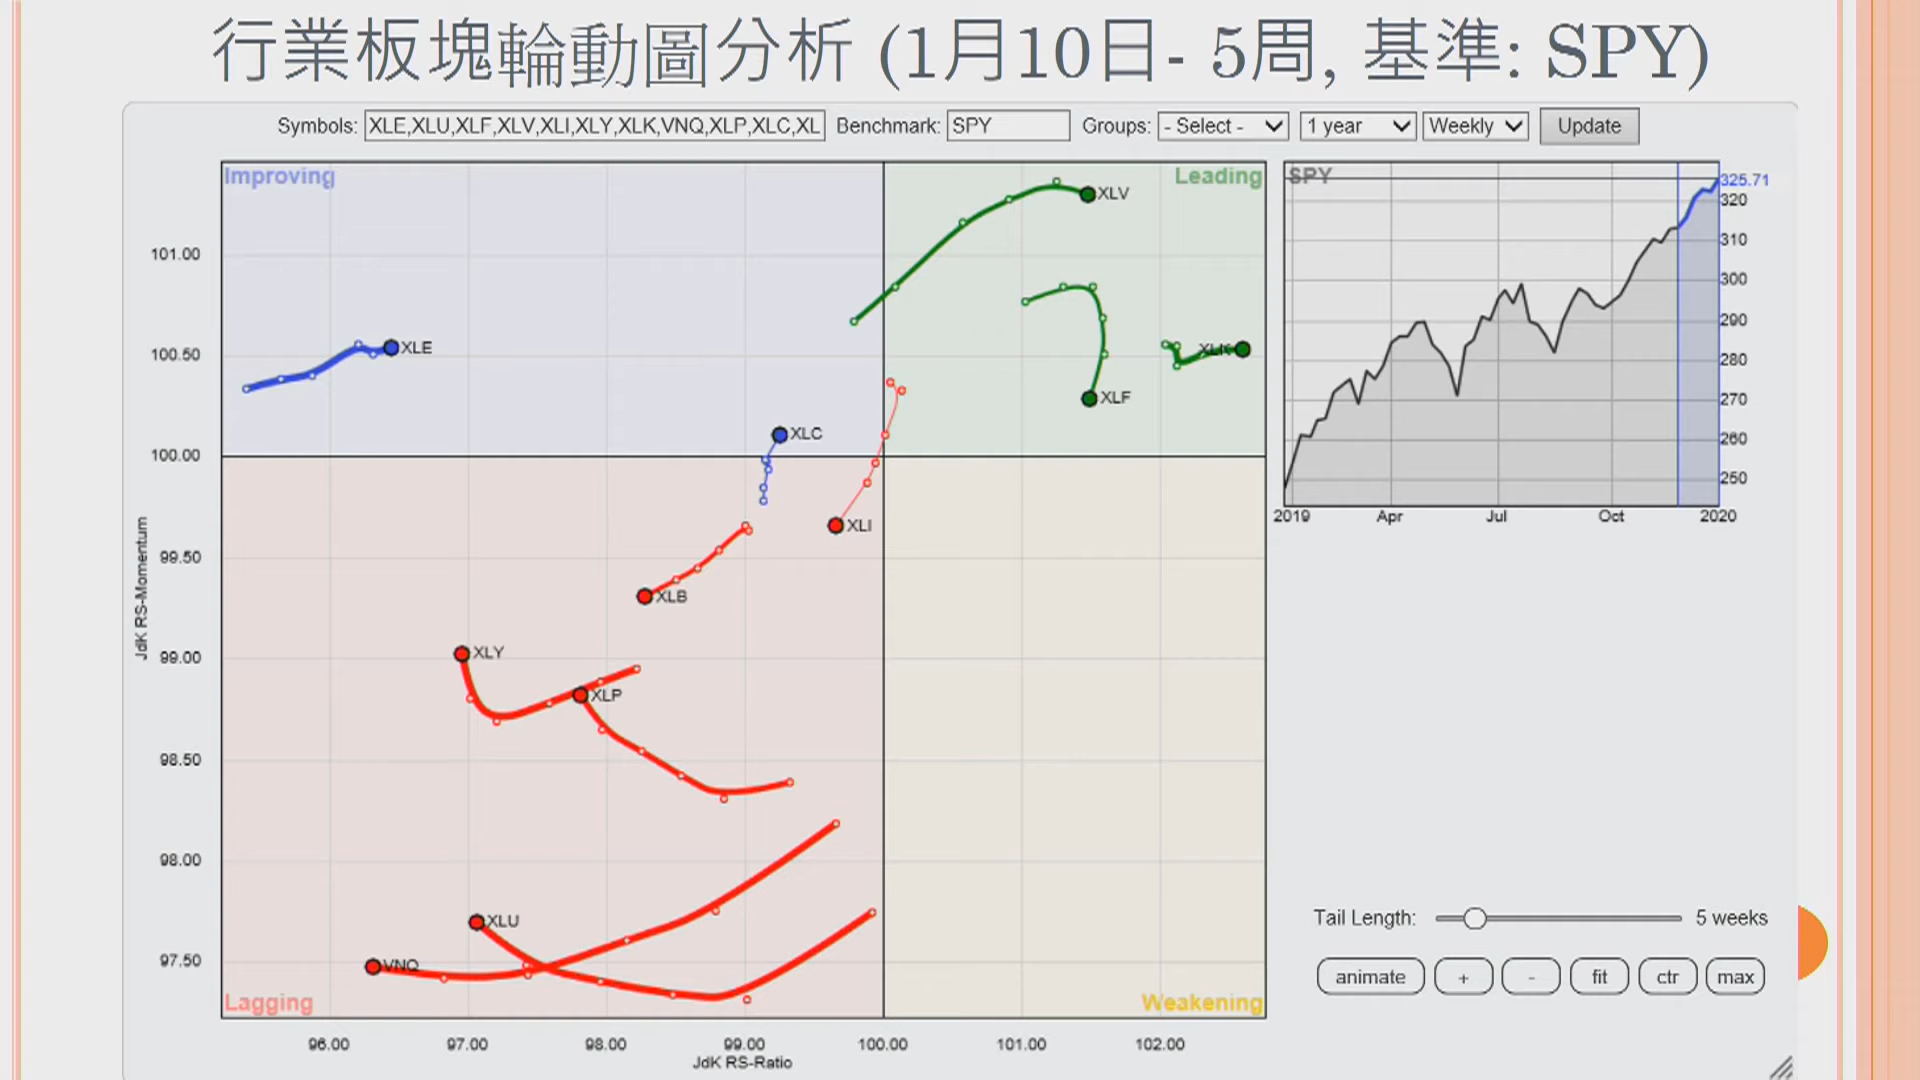 行業板塊輪動圖分析 (1月10日- 5周, 基準: SPY)
Symbols: XLE,XLU,XLF,XLV,XLI,XLY,XLK,VNQ,XLP,XLC,XL Benchmark: SPY Groups: - Select - 1 year Weekly Update
Improving
Leading
XLV
XLE
XLK
XLF
XLC
XLI
XLB
XLY
XLP
XLU
VNQ
Lagging
Weakening
101.00
100.50
100.00
99.50
99.00
98.50
98.00
97.50
JdK RS-Momentum
96.00 97.00 98.00 99.00 100.00 101.00 102.00
JdK RS-Ratio
SPY
325.71
320
310
300
290
280
270
260
250
2019 Apr Jul Oct 2020
Tail Length: 5 weeks
animate + - fit ctr max